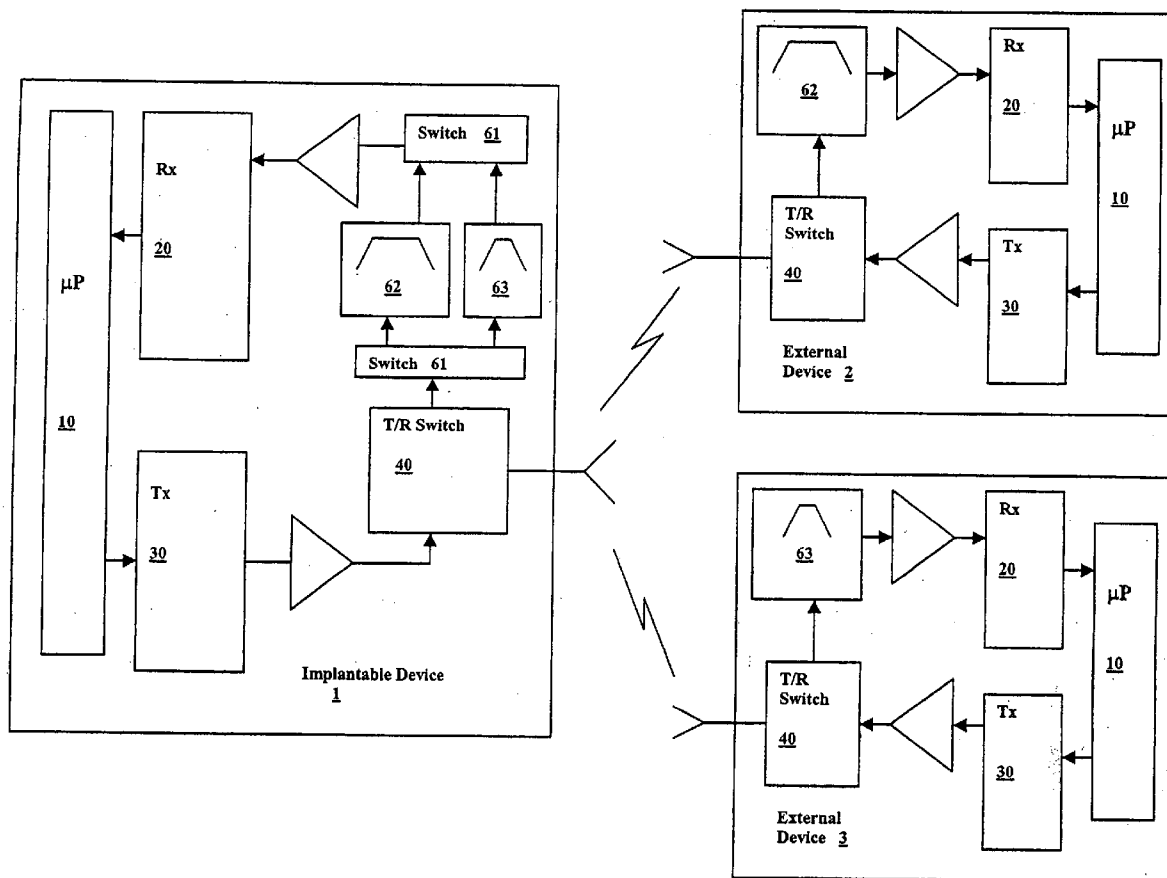 μP
10
Rx
20
Tx
30
Switch 61
62
63
Switch 61
T/R Switch
40
Implantable Device
1
62
Rx
20
μP
10
T/R
Switch
40
Tx
30
External
Device 2
63
Rx
20
μP
10
T/R
Switch
40
Tx
30
External
Device 3